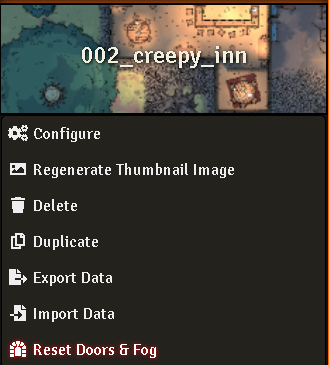 002_creepy_inn
Configure
Regenerate Thumbnail Image
Delete
Duplicate
Export Data
Import Data
Reset Doors & Fog